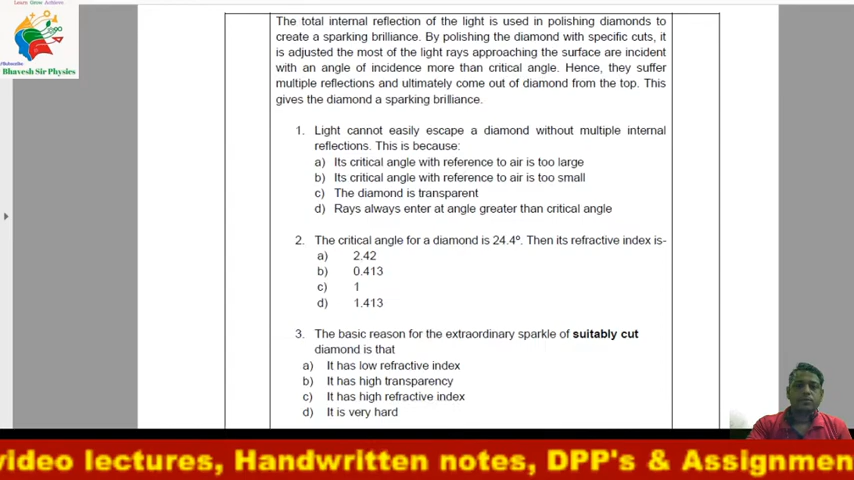 Learn Grow Achieve
/Subscribe
Bhavesh Sir Physics
The total internal reflection of the light is used in polishing diamonds to
create a sparking brilliance. By polishing the diamond with specific cuts, it
is adjusted the most of the light rays approaching the surface are incident
with an angle of incidence more than critical angle. Hence, they suffer
multiple reflections and ultimately come out of diamond from the top. This
gives the diamond a sparking brilliance.
1. Light cannot easily escape a diamond without multiple internal
reflections. This is because:
a) Its critical angle with reference to air is too large
b) Its critical angle with reference to air is too small
c) The diamond is transparent
d) Rays always enter at angle greater than critical angle
2. The critical angle for a diamond is 24.4º. Then its refractive index is-
a) 2.42
b) 0.413
c) 1
d) 1.413
3. The basic reason for the extraordinary sparkle of suitably cut
diamond is that
a) It has low refractive index
b) It has high transparency
c) It has high refractive index
d) It is very hard
video lectures, Handwritten notes, DPP's & Assignmen